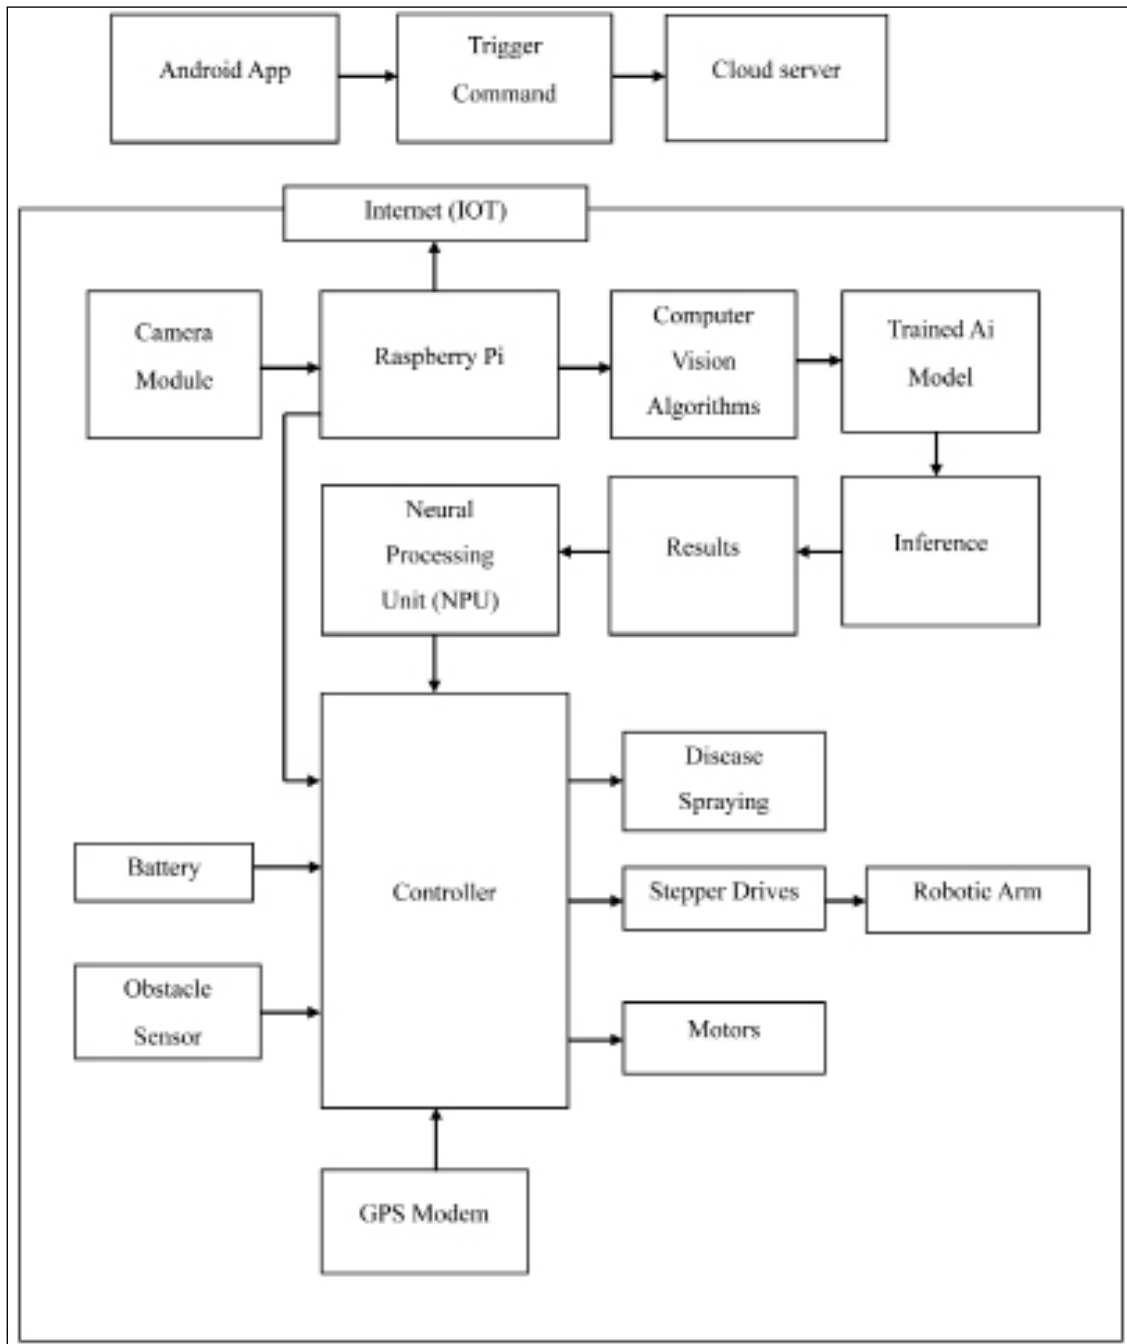 Android App
Trigger
Command
Cloud server
Internet (IOT)
Camera
Module
Raspberry Pi
Computer
Vision
Algorithms
Trained Ai
Model
Neural
Processing
Unit (NPU)
Results
Inference
Disease
Spraying
Battery
Controller
Stepper Drives
Robotic Arm
Obstacle
Sensor
Motors
GPS Modem